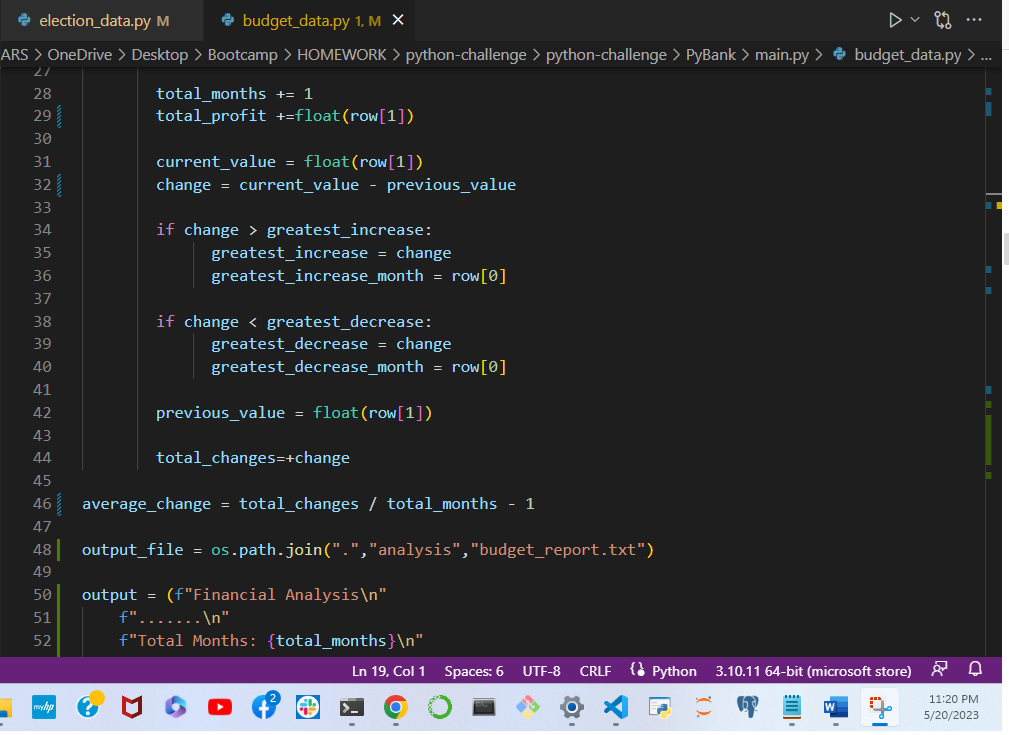 election_data.py M budget_data.py 1, M
ARS > OneDrive > Desktop > Bootcamp > HOMEWORK > python-challenge > python-challenge > PyBank > main.py > budget_data.py > ...
27
28 total_months += 1
29 total_profit +=float(row[1])
30
31 current_value = float(row[1])
32 change = current_value - previous_value
33
34 if change > greatest_increase:
35 greatest_increase = change
36 greatest_increase_month = row[0]
37
38 if change < greatest_decrease:
39 greatest_decrease = change
40 greatest_decrease_month = row[0]
41
42 previous_value = float(row[1])
43
44 total_changes=+change
45
46 average_change = total_changes / total_months - 1
47
48 output_file = os.path.join(".","analysis","budget_report.txt")
49
50 output = (f"Financial Analysis\n"
51 f".......\n"
52 f"Total Months: {total_months}\n"
Ln 19, Col 1 Spaces: 6 UTF-8 CRLF Python 3.10.11 64-bit (microsoft store)
myhp 2 11:20 PM
5/20/2023